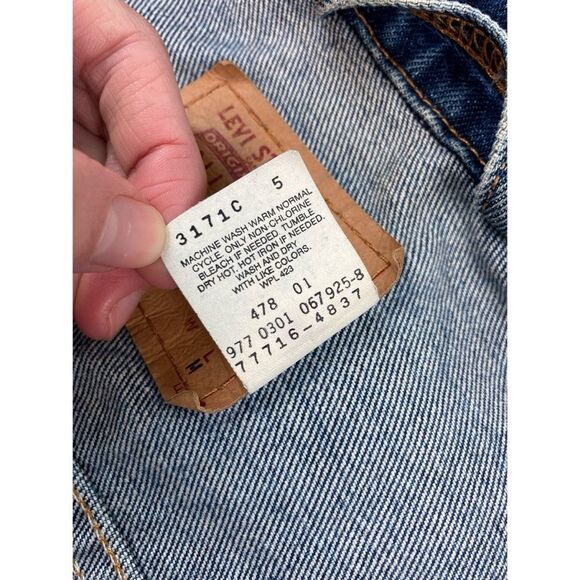 LEVI S
3171C 5
MACHINE WASH WARM NORMAL
CYCLE. ONLY NON-CHLORINE
BLEACH IF NEEDED. TUMBLE
DRY HOT, HOT IRON IF NEEDED.
WASH AND DRY
WITH LIKE COLORS.
WPL 423
478 01
977 0301 067925-8
77716-4837